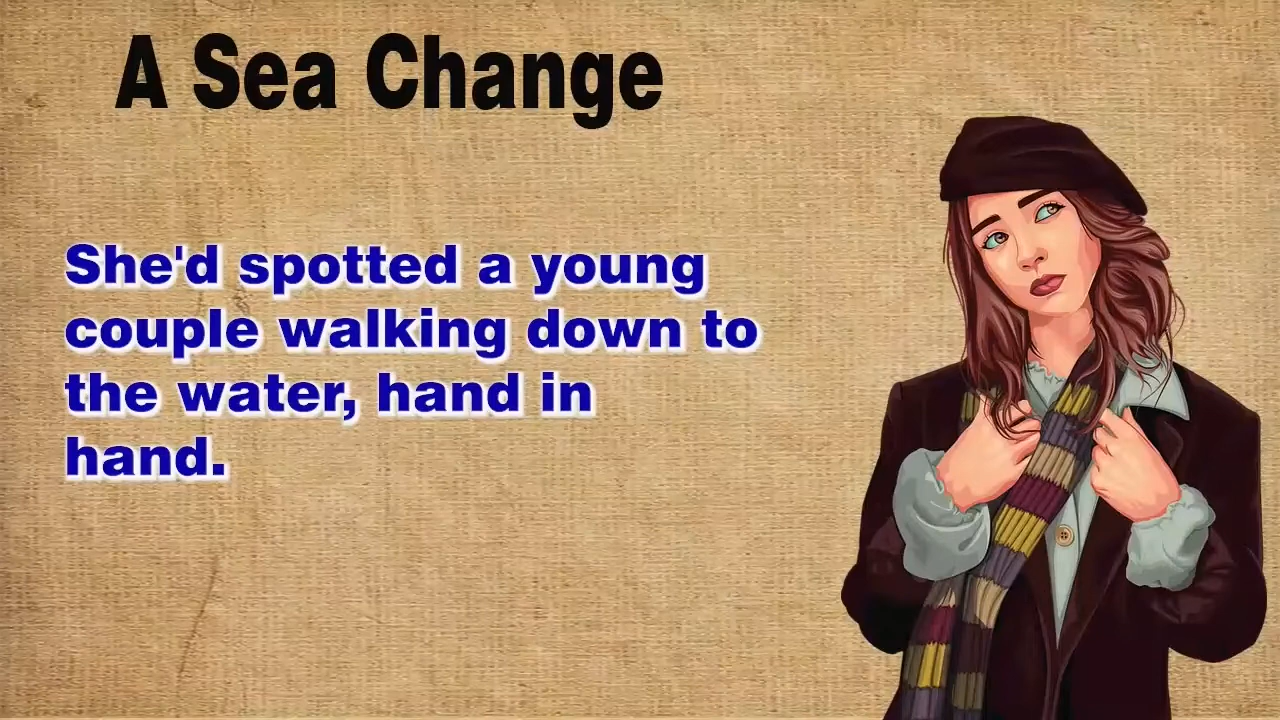 A Sea Change
She'd spotted a young
couple walking down to
the water, hand in
hand.